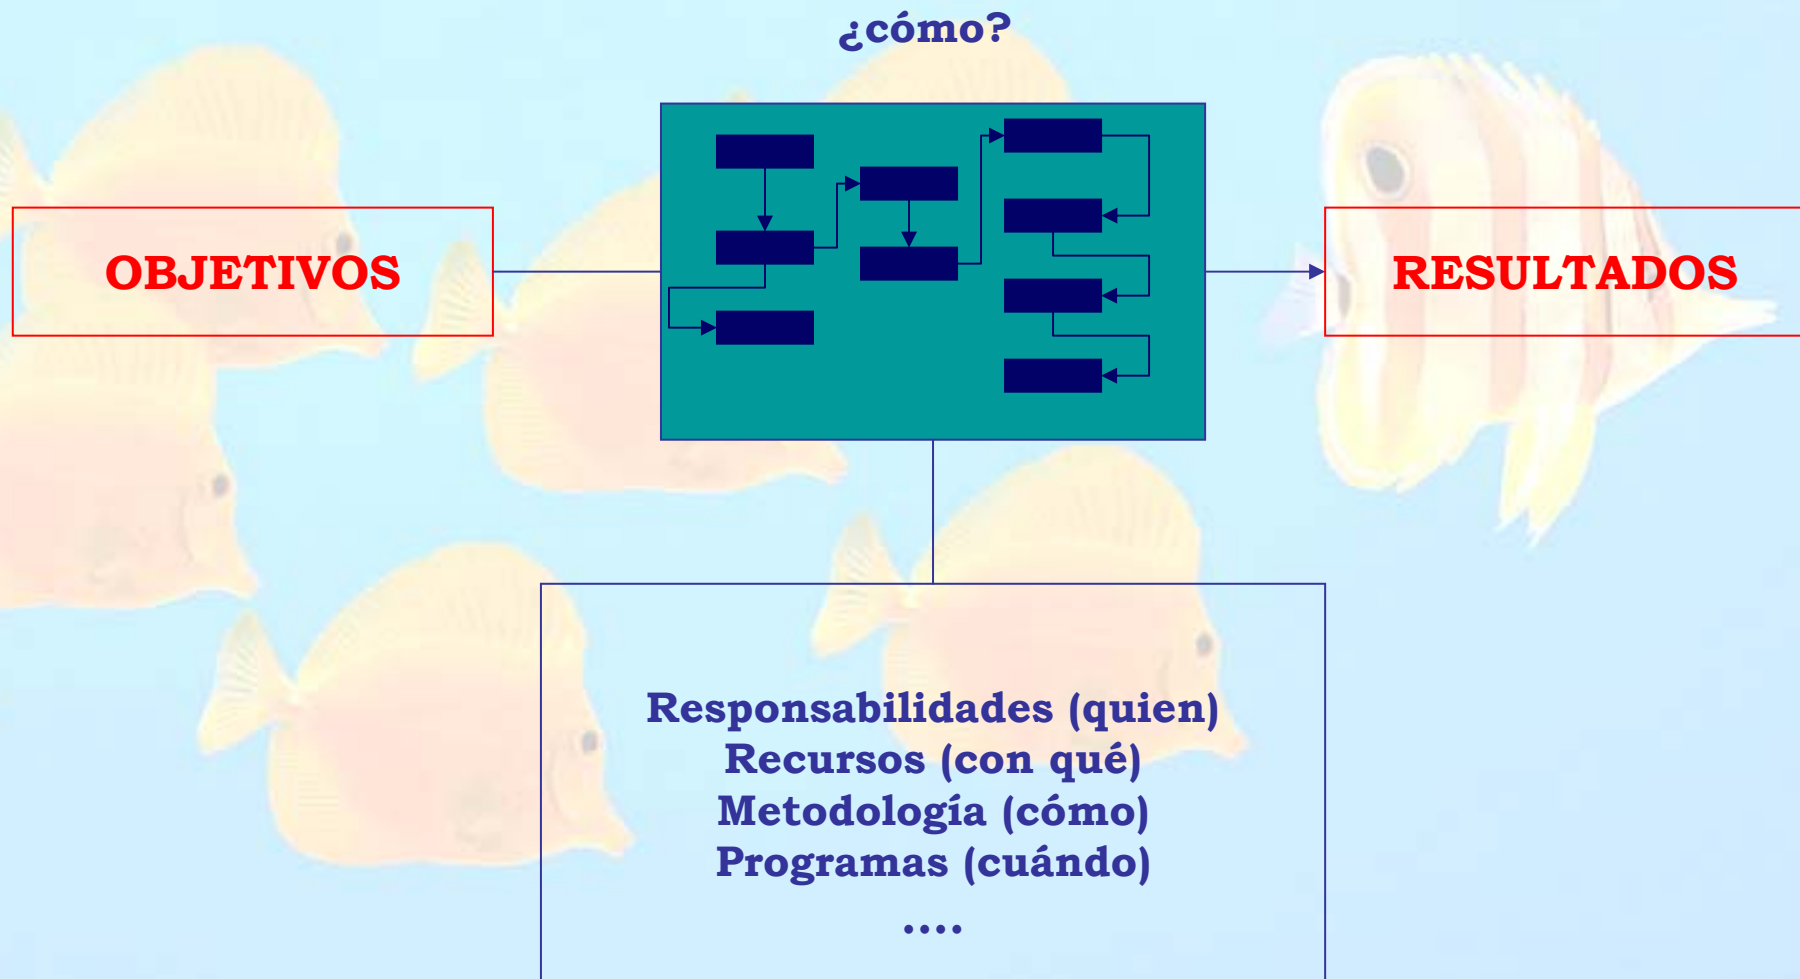 ¿cómo?
OBJETIVOS
RESULTADOS
Responsabilidades (quien)
Recursos (con qué)
Metodología (cómo)
Programas (cuándo)
....